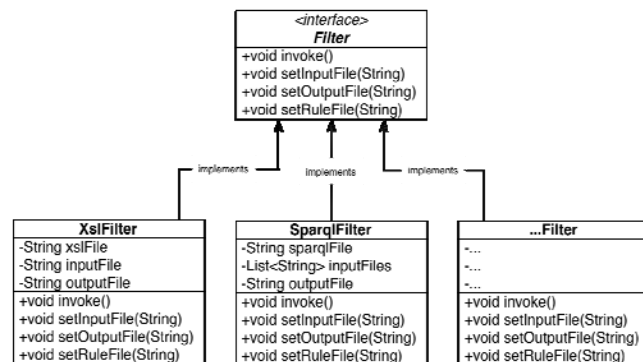 <interface>
Filter
+void invoke()
+void setInputFile(String)
+void setOutputFile(String)
+void setRuleFile(String)
implements
implements
implements
XslFilter
-String xslFile
-String inputFile
-String outputFile
+void invoke()
+void setInputFile(String)
+void setOutputFile(String)
+void setRuleFile(String)
SparqlFilter
-String sparqlFile
-List<String> inputFiles
-String outputFile
+void invoke()
+void setInputFile(String)
+void setOutputFile(String)
+void setRuleFile(String)
...Filter
-...
-...
-...
+void invoke()
+void setInputFile(String)
+void setOutputFile(String)
+void setRuleFile(String)